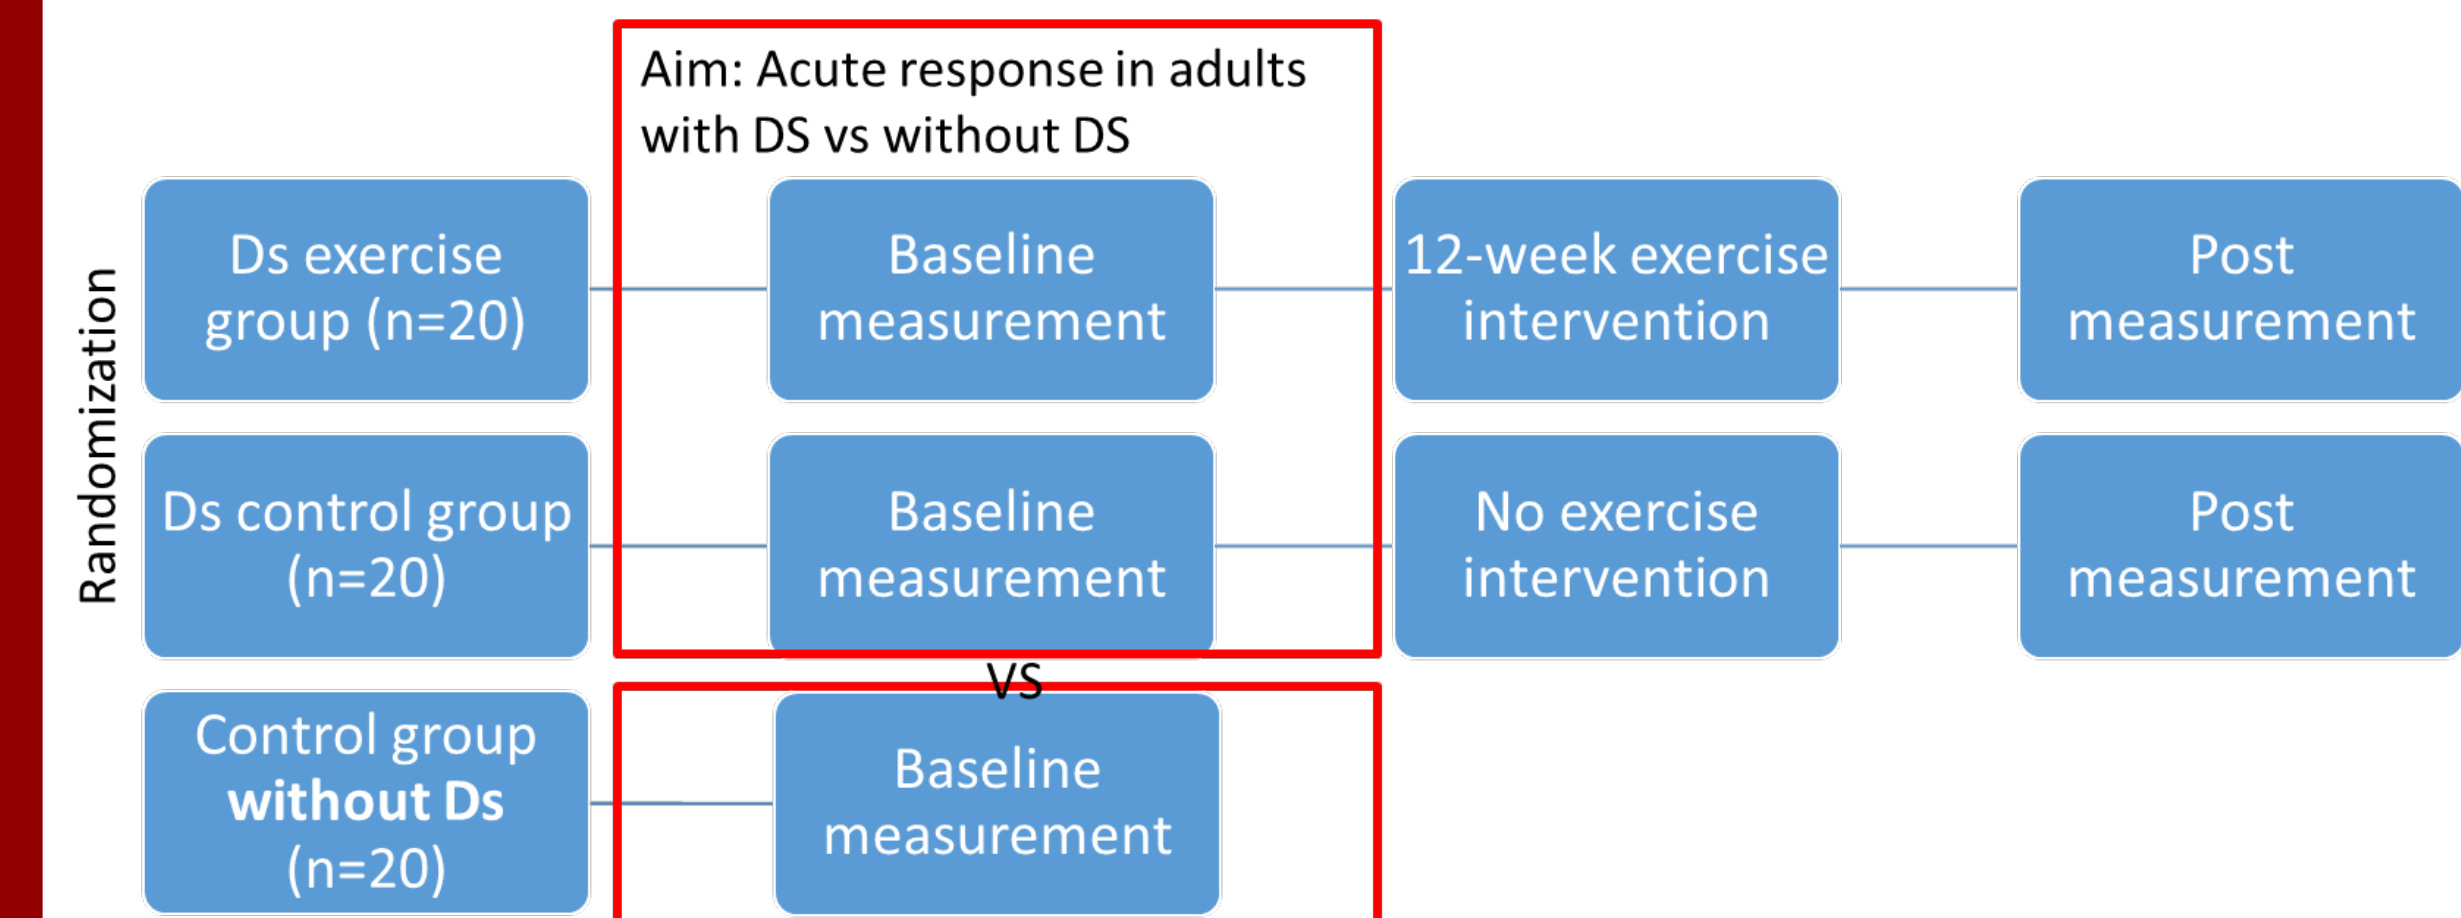 Aim: Acute response in adults
with DS vs without DS
Randomization
Ds exercise
group (n=20)
Baseline
measurement
12-week exercise
intervention
Post
measurement
Ds control group
(n=20)
Baseline
measurement
No exercise
intervention
Post
measurement
vs
Control group
without Ds
(n=20)
Baseline
measurement